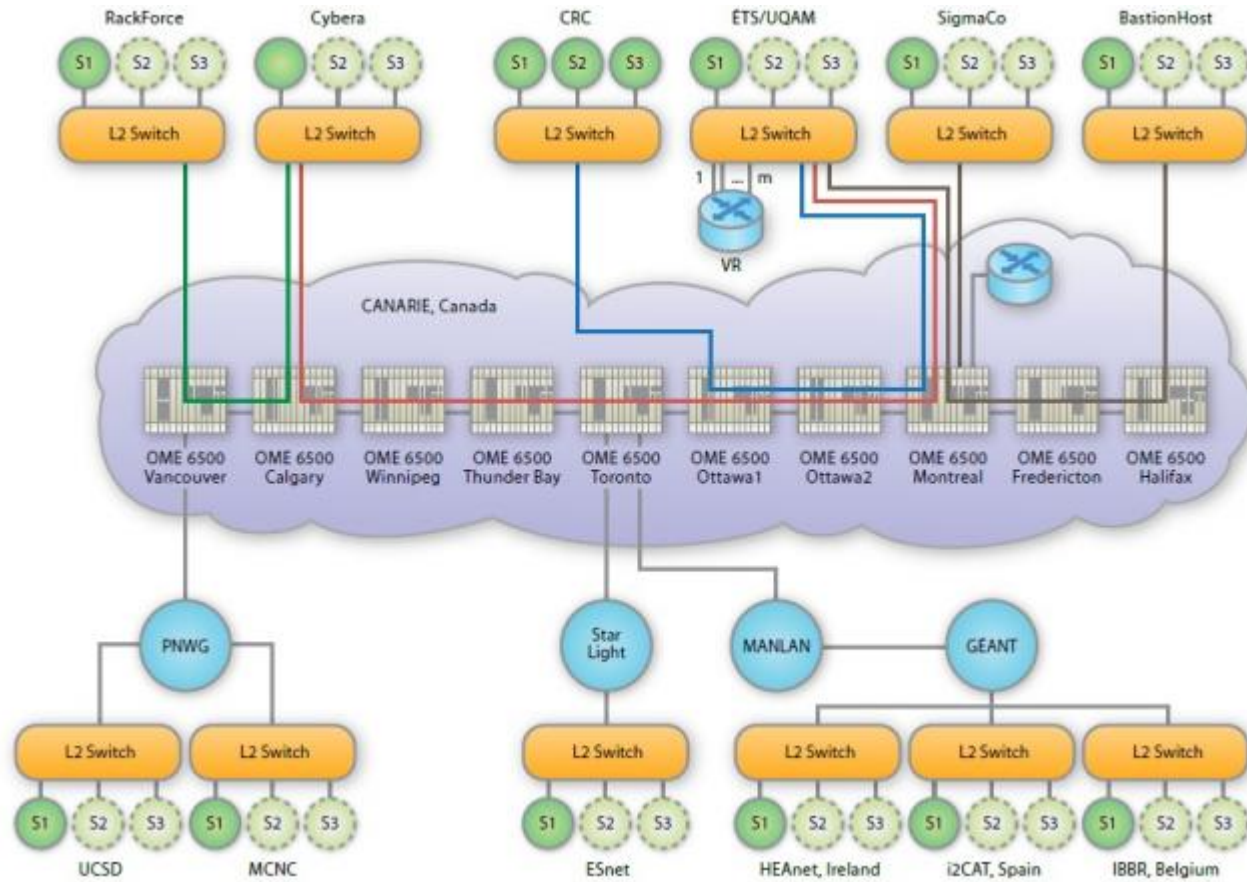 RackForce
Cybera
CRC
ÉTS/UQAM
SigmaCo
BastionHost
S1 S2 S3
S2 S3
S1 S2 S3
S1 S2 S3
S1 S2 S3
S1 S2 S3
L2 Switch
L2 Switch
L2 Switch
L2 Switch
L2 Switch
L2 Switch
1 ... m
VR
CANARIE, Canada
OME 6500
Vancouver
OME 6500
Calgary
OME 6500
Winnipeg
OME 6500
Thunder Bay
OME 6500
Toronto
OME 6500
Ottawa1
OME 6500
Ottawa2
OME 6500
Montreal
OME 6500
Fredericton
OME 6500
Halifax
PNWG
Star
Light
MANLAN
GÉANT
L2 Switch
L2 Switch
L2 Switch
L2 Switch
L2 Switch
L2 Switch
S1 S2 S3
S1 S2 S3
S1 S2 S3
S1 S2 S3
S1 S2 S3
S1 S2 S3
UCSD
MCNC
ESnet
HEAnet, Ireland
i2CAT, Spain
IBBR, Belgium